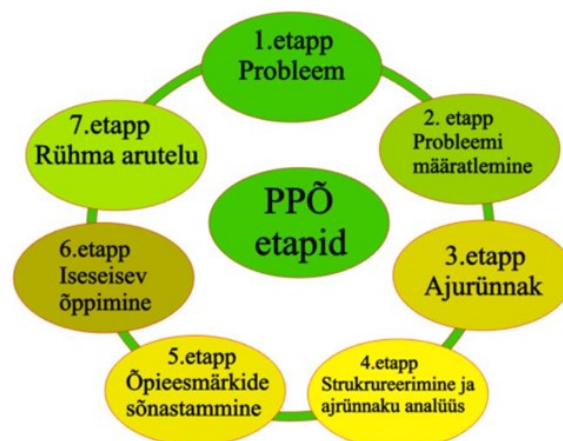 1.etapp
Probleem
2. etapp
Probleemi
määratlemine
3.etapp
Ajurünnak
4.etapp
Strukrureerimine ja
ajrünnaku analüüs
5.etapp
Õpieesmärkide
sõnastammine
6.etapp
Iseseisev
õppimine
7.etapp
Rühma arutelu
PPÕ
etapid